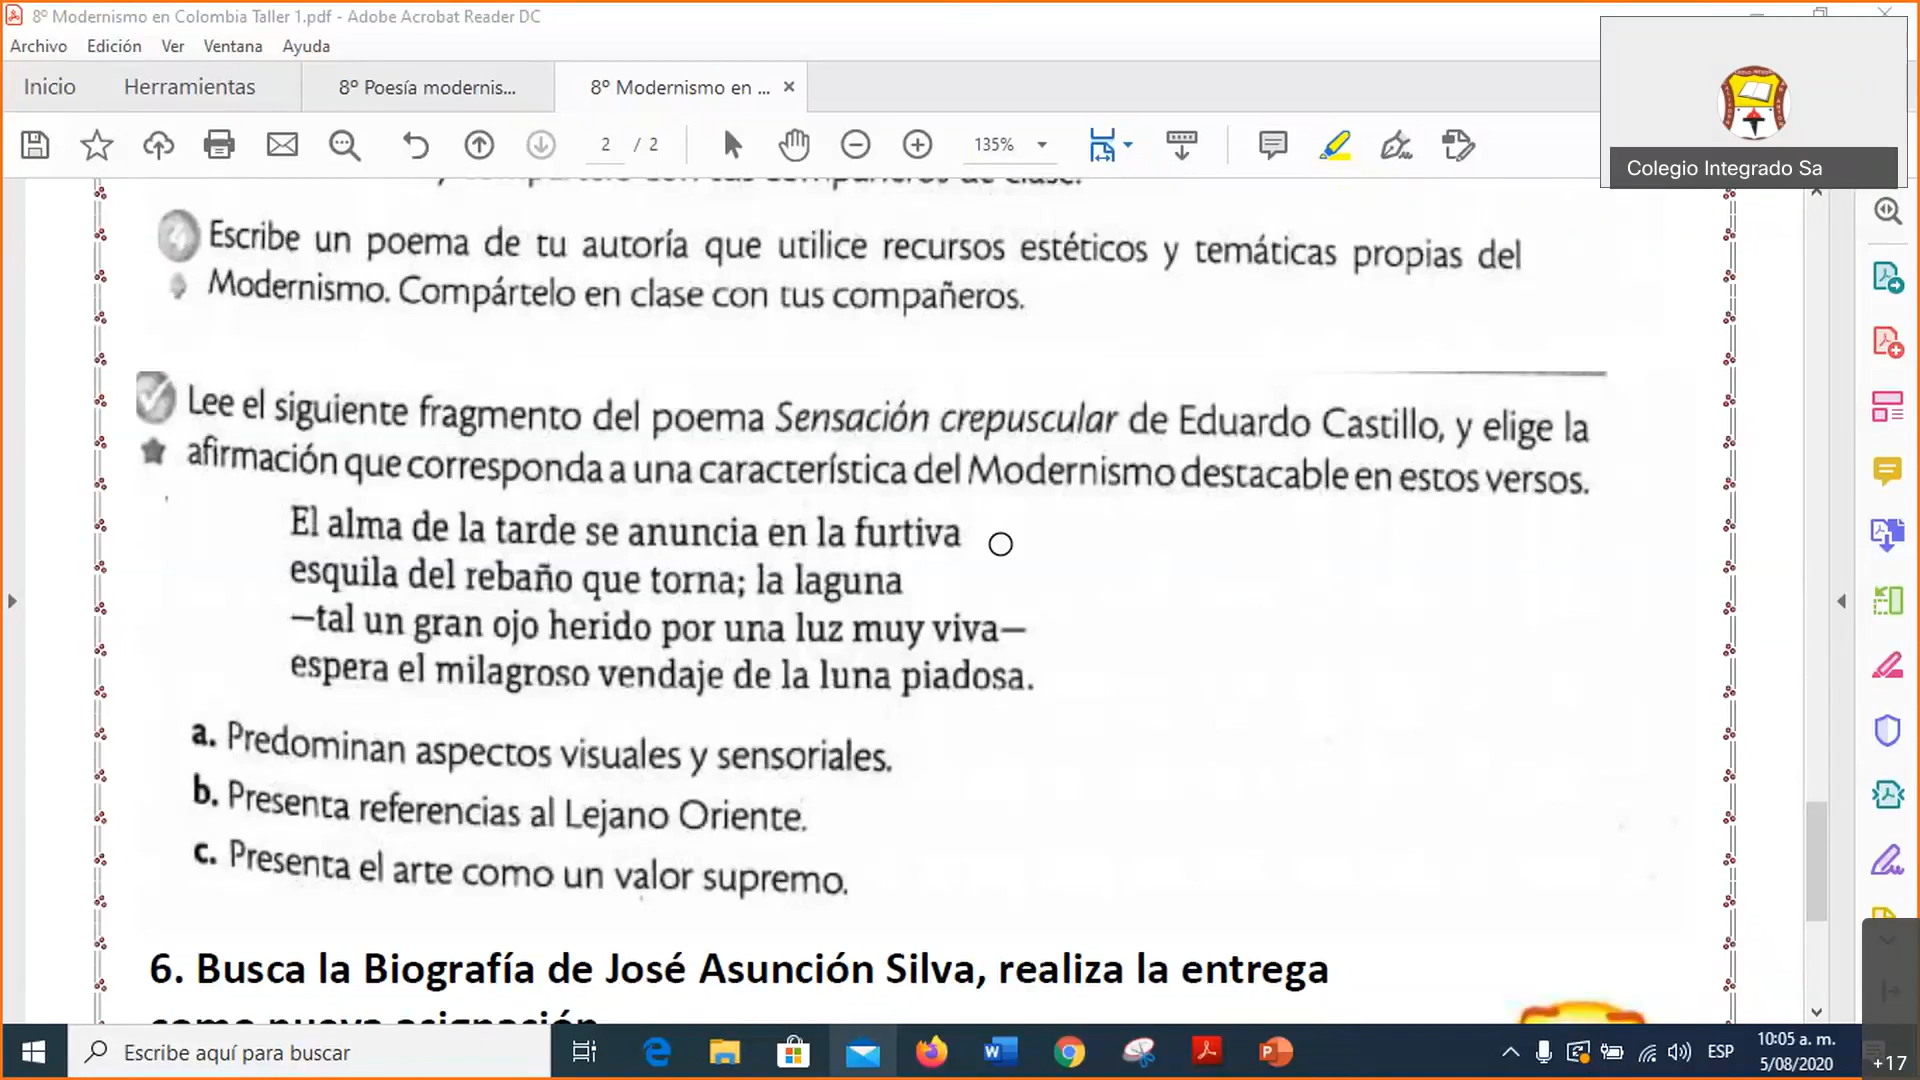 8º Modernismo en Colombia Taller 1.pdf - Adobe Acrobat Reader DC
Archivo Edición Ver Ventana Ayuda
Inicio Herramientas 8º Poesía modernis... 8º Modernismo en ...
2 / 2 135%
Colegio Integrado Sa
Escribe un poema de tu autoría que utilice recursos estéticos y temáticas propias del
Modernismo. Compártelo en clase con tus compañeros.
Lee el siguiente fragmento del poema Sensación crepuscular de Eduardo Castillo, y elige la
afirmación que corresponda a una característica del Modernismo destacable en estos versos.
El alma de la tarde se anuncia en la furtiva
esquila del rebaño que torna; la laguna
—tal un gran ojo herido por una luz muy viva—
espera el milagroso vendaje de la luna piadosa.
a. Predominan aspectos visuales y sensoriales.
b. Presenta referencias al Lejano Oriente.
c. Presenta el arte como un valor supremo.
6. Busca la Biografía de José Asunción Silva, realiza la entrega
como nueva asignación
Escribe aquí para buscar
ESP
10:05 a. m.
5/08/2020
+17